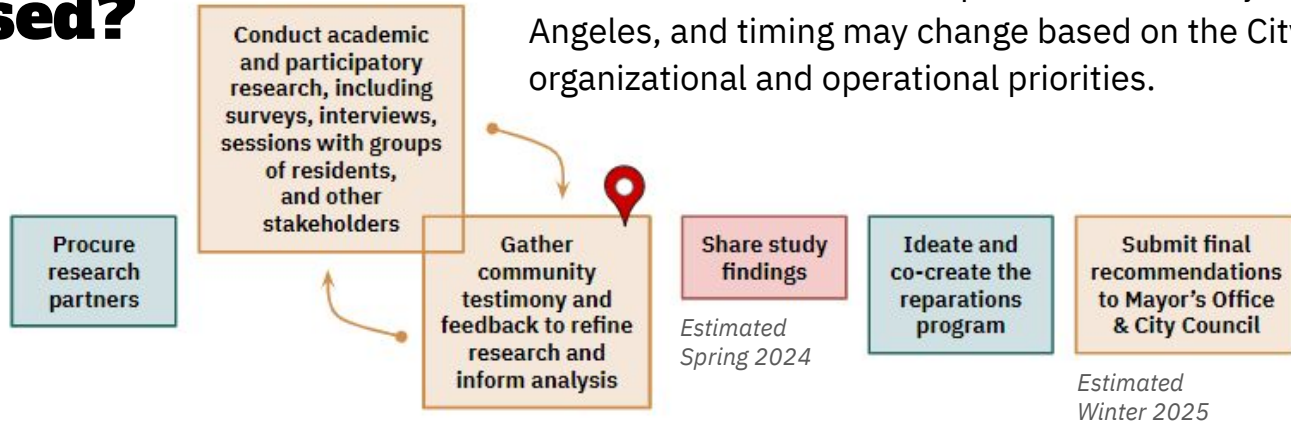 sed?
Angeles, and timing may change based on the City
organizational and operational priorities.
Conduct academic
and participatory
research, including
surveys, interviews,
sessions with groups
of residents,
and other
stakeholders
Procure
research
partners
Gather
community
testimony and
feedback to refine
research and
inform analysis
Share study
findings
Estimated
Spring 2024
Ideate and
co-create the
reparations
program
Submit final
recommendations
to Mayor’s Office
& City Council
Estimated
Winter 2025